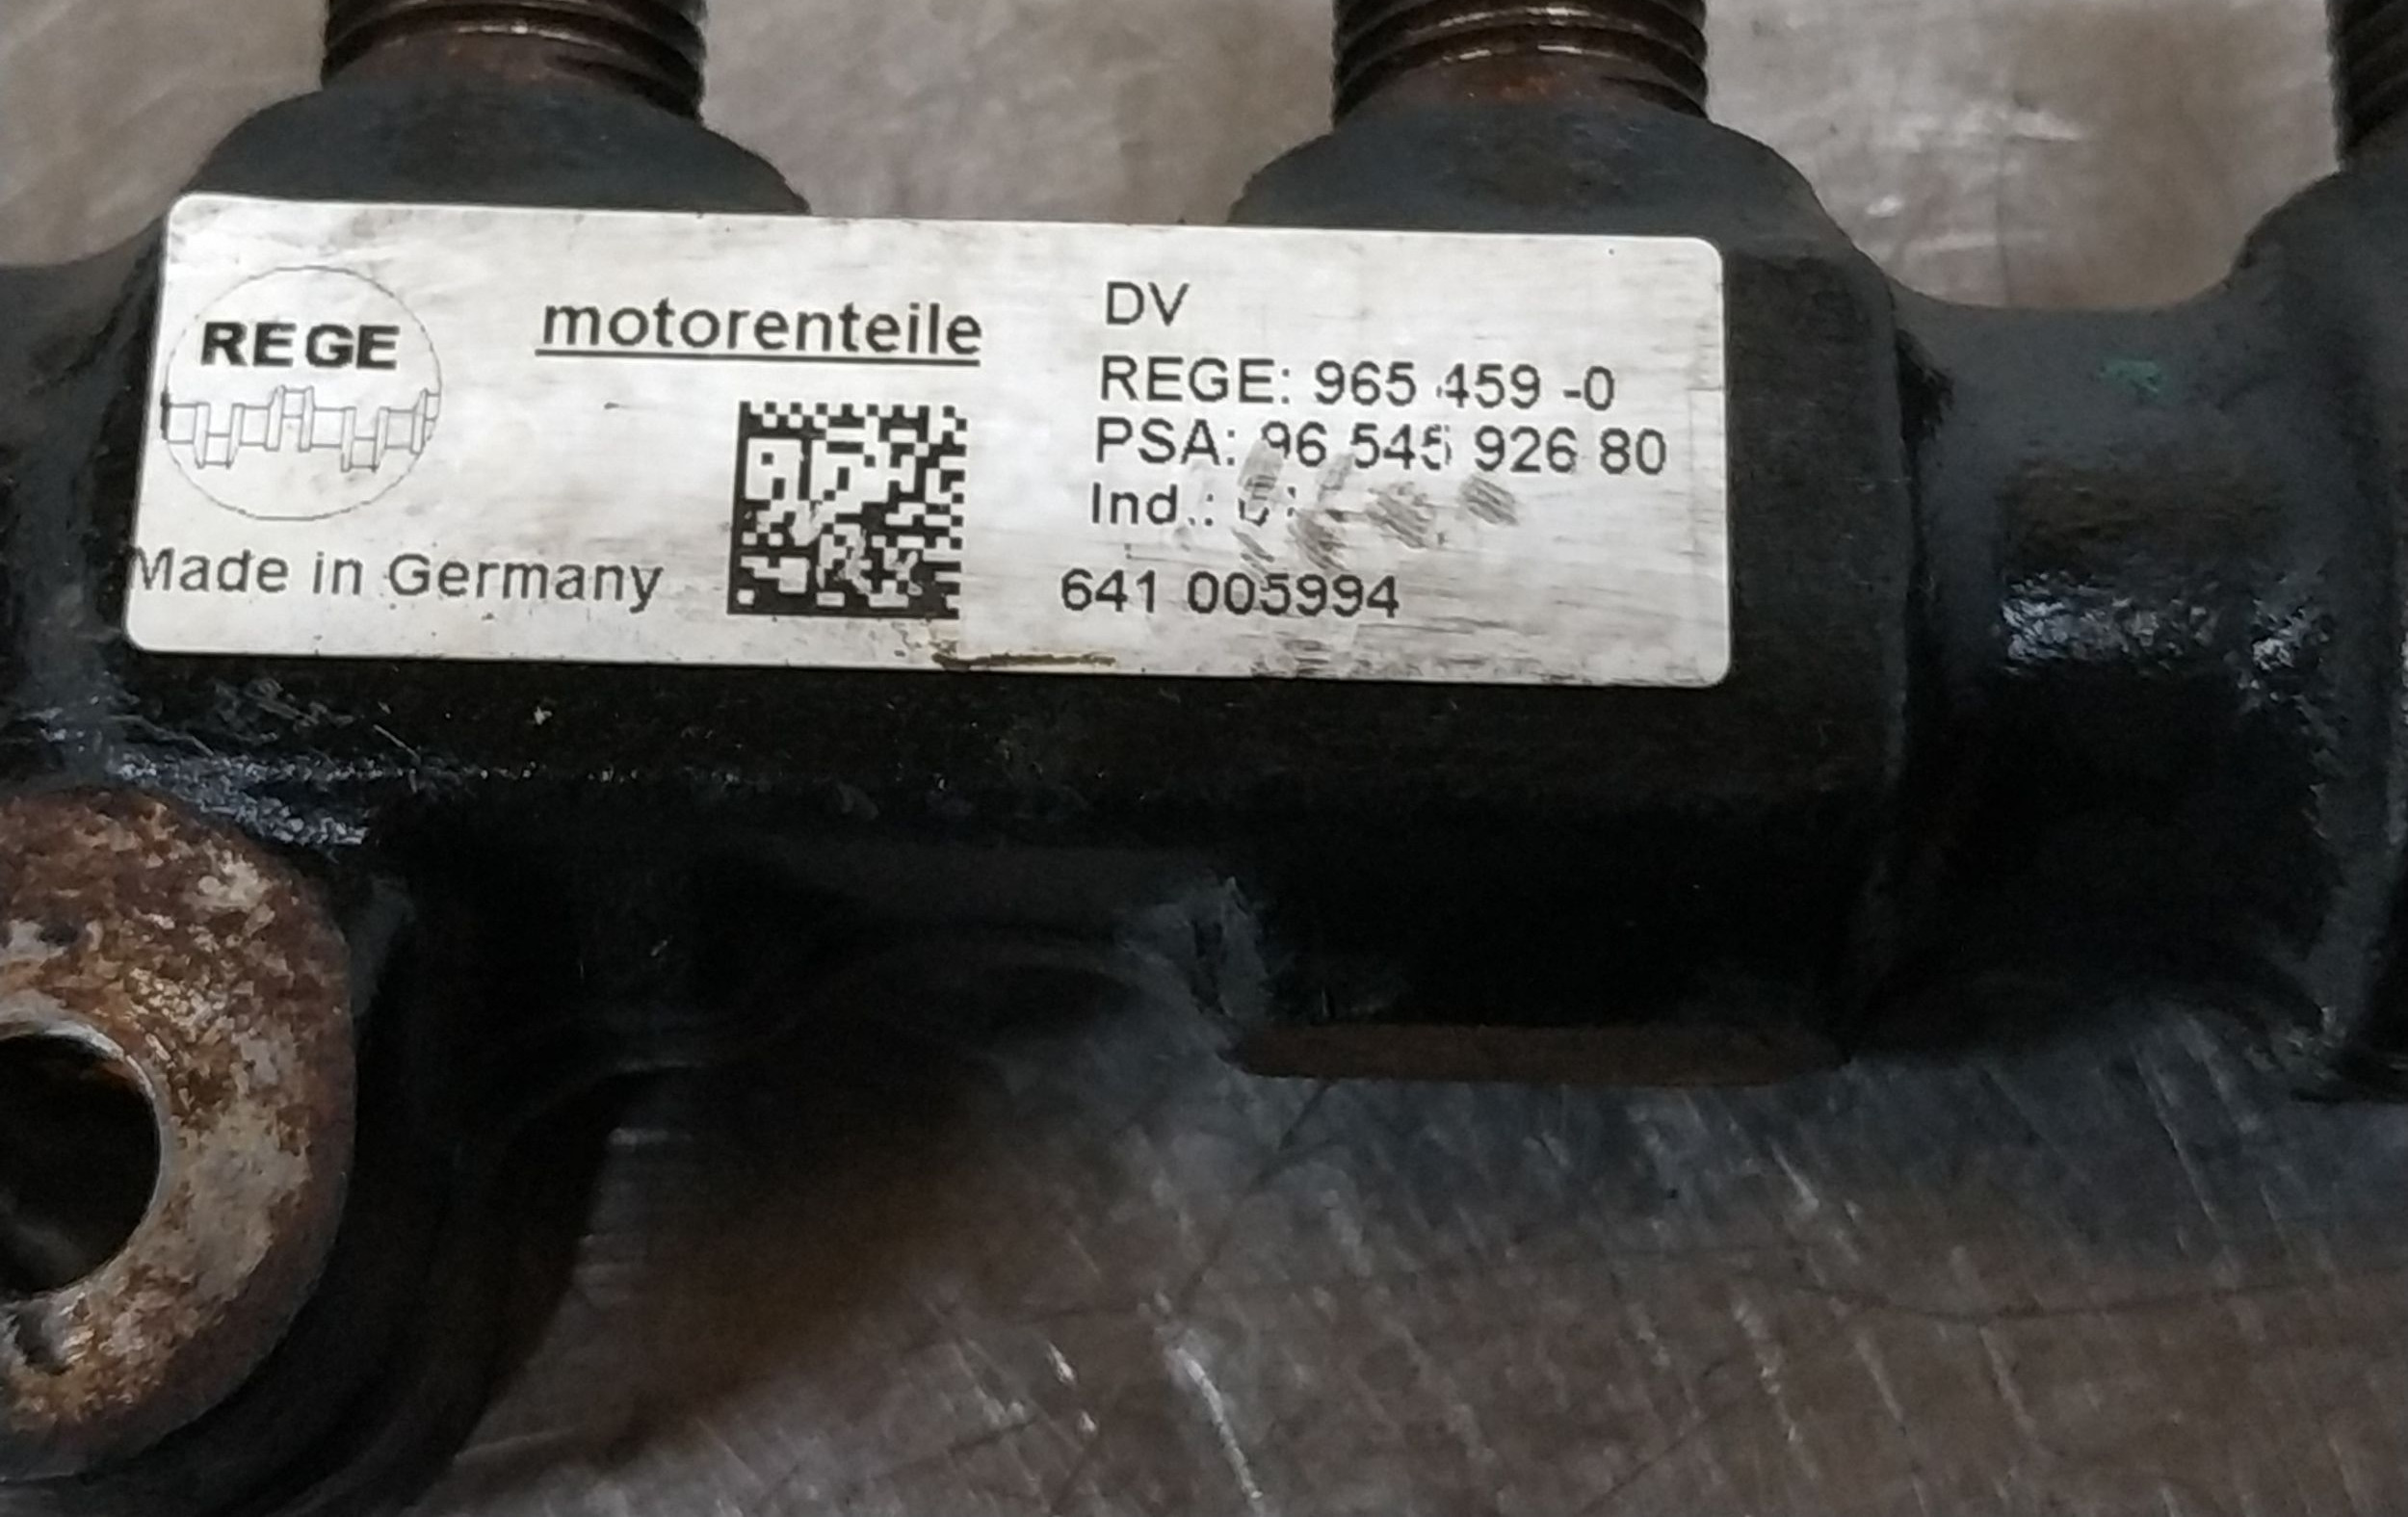 REGE
Made in Germany
motorenteile
DV
REGE: 965 459 -0
PSA: 96 545 926 80
Ind.:
641 005994